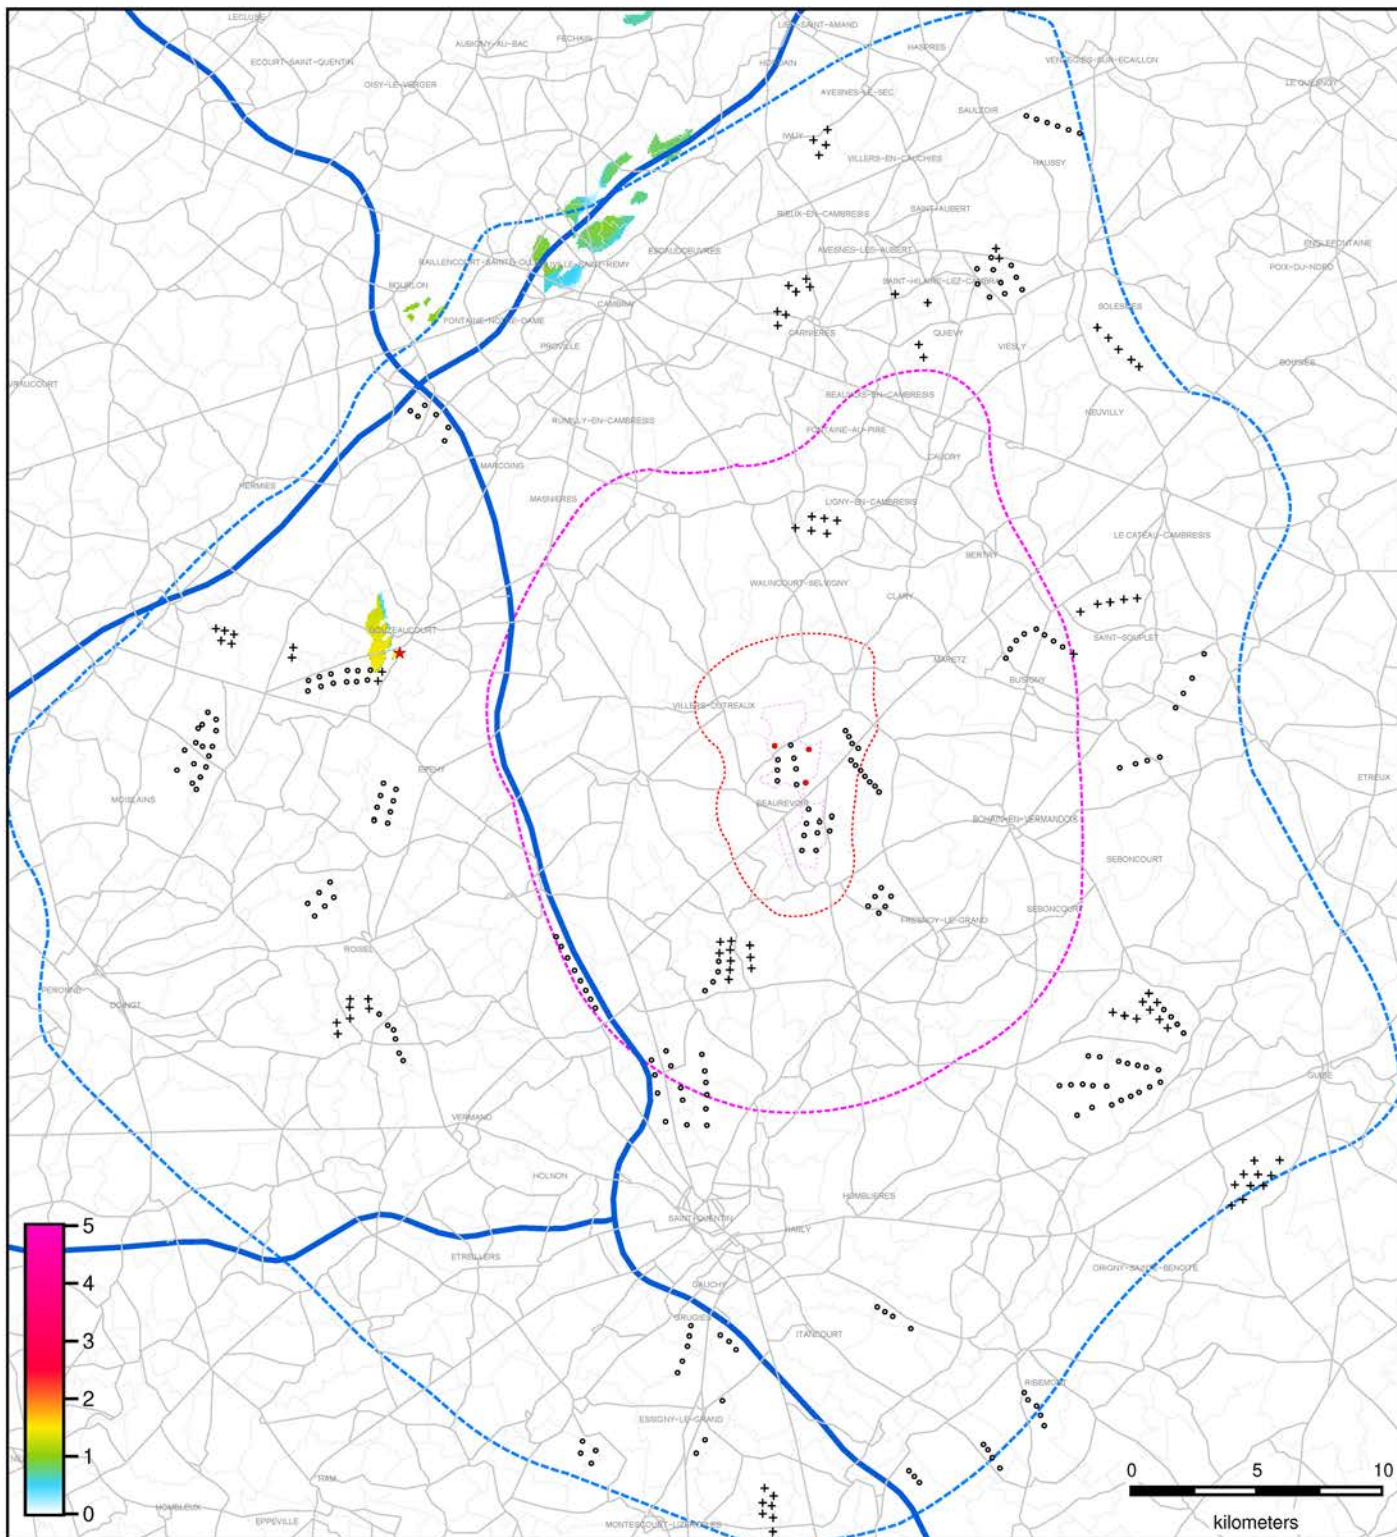 LECLUSE
LIEU-SAINT-AMAND
AUBIGNY-AU-BAC
FECHAIN
HASPRES
ECOURT-SAINT-QUENTIN
HORDAIN
VENDEGIES-SUR-ECAILLON
OISY-LE-VERGER
AVESNES-LE-SEC
LE QUESNOY
SAULZOIR
IWUY
VILLERS-EN-CAUCHIES
HAUSSY
RIEUX-EN-CAMBRESIS
SAINT-AUBERT
ESCAUDOEUVRES
AVESNES-LES-AUBERT
ENGLEFONTAINE
POIX-DU-NORD
BOURLON
CAMBRAI
FONTAINE-NOTRE-DAME
CARNIERES
QUIEVY
VIESLY
SOLESMES
PROVILLE
BOUSIES
VRAUCOURT
BEAUVOIS-EN-CAMBRESIS
NEUVILLY
RUMILLY-EN-CAMBRESIS
FONTAINE-AU-PIRE
CAUDRY
MARCOING
HERMIES
MASNIERES
LIGNY-EN-CAMBRESIS
LE CATEAU-CAMBRESIS
BERTRY
WALINCOURT-SELVIGNY
CLARY
GOUZEAUCOURT
SAINT-SOUPLET
MARETZ
BUSIGNY
VILLERS-OUTREAUX
EPEHY
ETREUX
MOISLAINS
BEAUREVOIR
BOHAIN-EN-VERMANDOIS
SEBONCOURT
SEBONCOURT
FRESNOY-LE-GRAND
ROISEL
PERONNE
DOINGT
GUISE
VERMAND
HOLNON
HOMBLIERES
SAINT-QUENTIN
HARLY
ETREILLERS
ORIGNY-SAINTE-BENOITE
GAUCHY
GRUGIES
ITANCOURT
RIBEMONT
ESSIGNY-LE-GRAND
HAM
HOMBLEUX
EPPEVILLE
MONTESCOURT-LIZEROLLES
5
4
3
2
1
0
0 5 10
kilometers